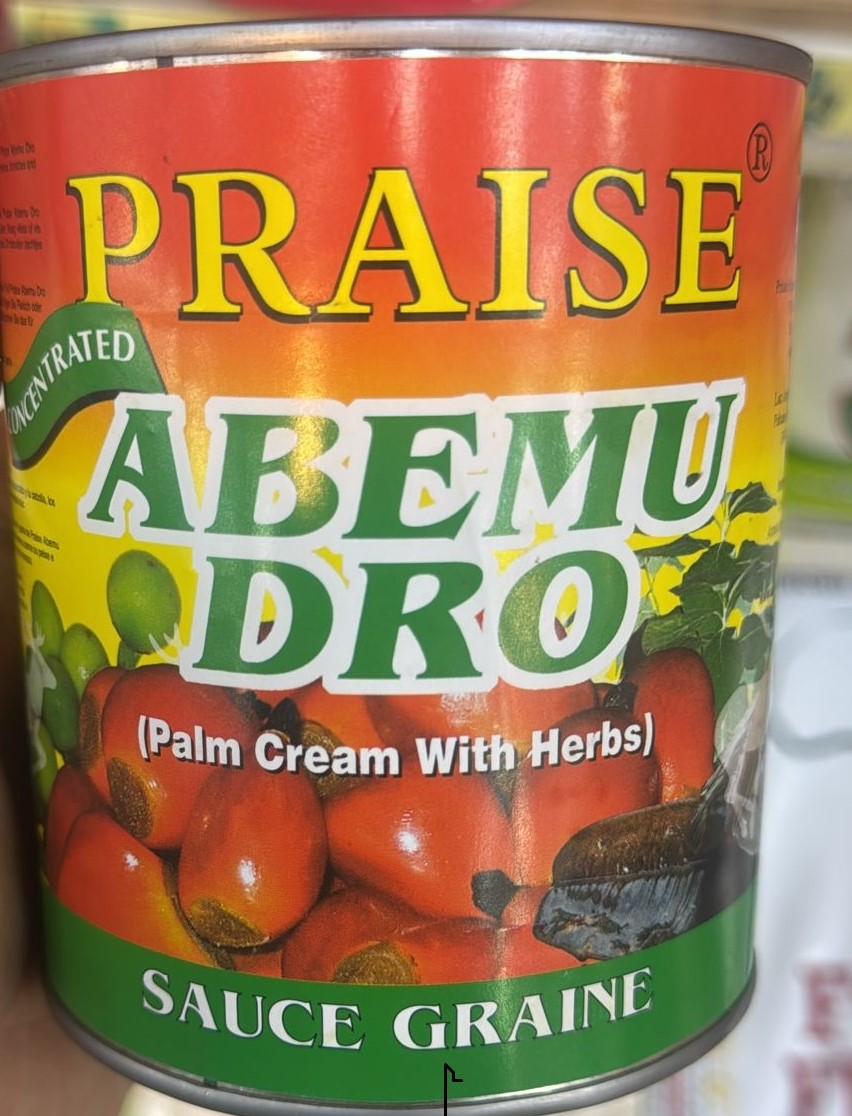 PRAISE®
CONCENTRATED
ABEMU
DRO
(Palm Cream With Herbs)
SAUCE GRAINE